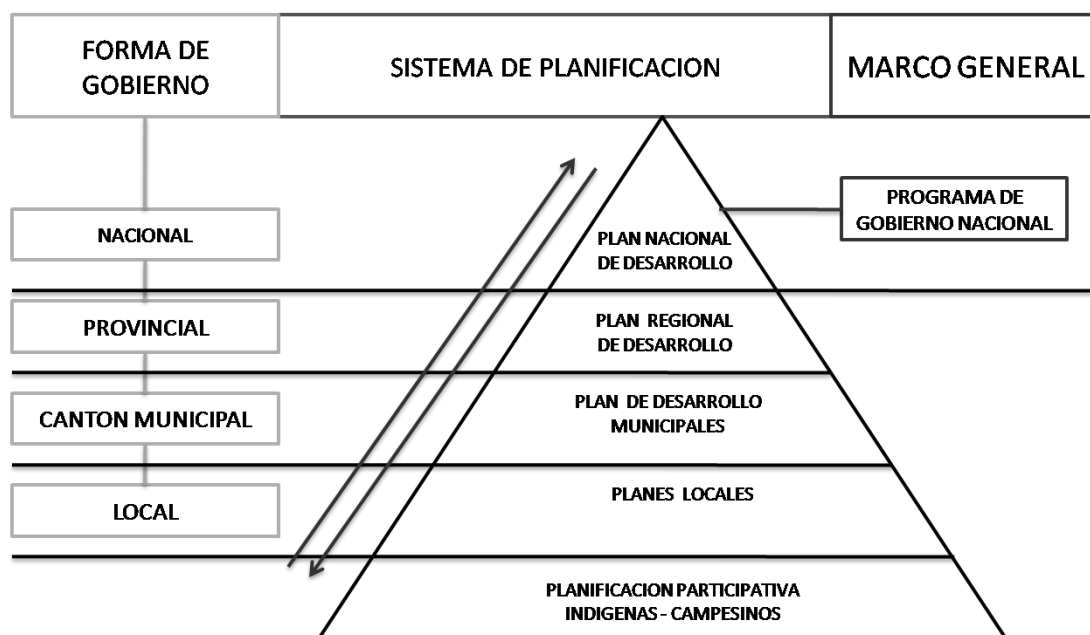 FORMA DE
GOBIERNO
SISTEMA DE PLANIFICACION
MARCO GENERAL
PROGRAMA DE
GOBIERNO NACIONAL
NACIONAL
PLAN NACIONAL
DE DESARROLLO
PROVINCIAL
PLAN REGIONAL
DE DESARROLLO
CANTON MUNICIPAL
PLAN DE DESARROLLO
MUNICIPALES
LOCAL
PLANES LOCALES
PLANIFICACION PARTICIPATIVA
INDIGENAS - CAMPESINOS